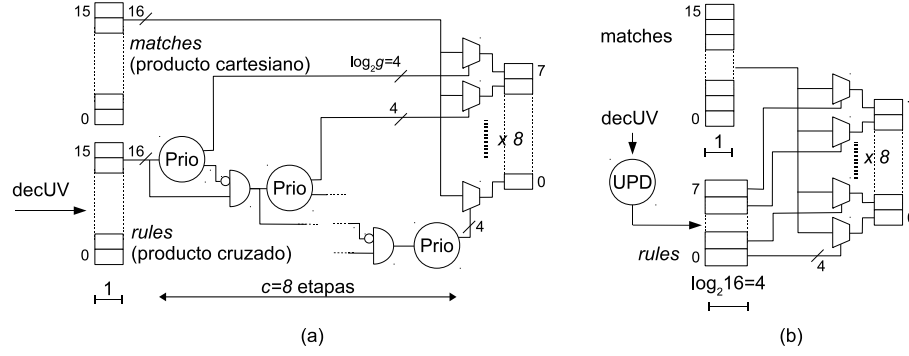 15
16
matches
(producto cartesiano)
log₂g=4
7
0
4
x 8
15
16
Prio
Prio
0
decUV
4
Prio
rules
(producto cruzado)
0
1
c=8 etapas
(a)
15
matches
0
decUV
1
x 8
UPD
7
rules
0
4
log₂16=4
(b)